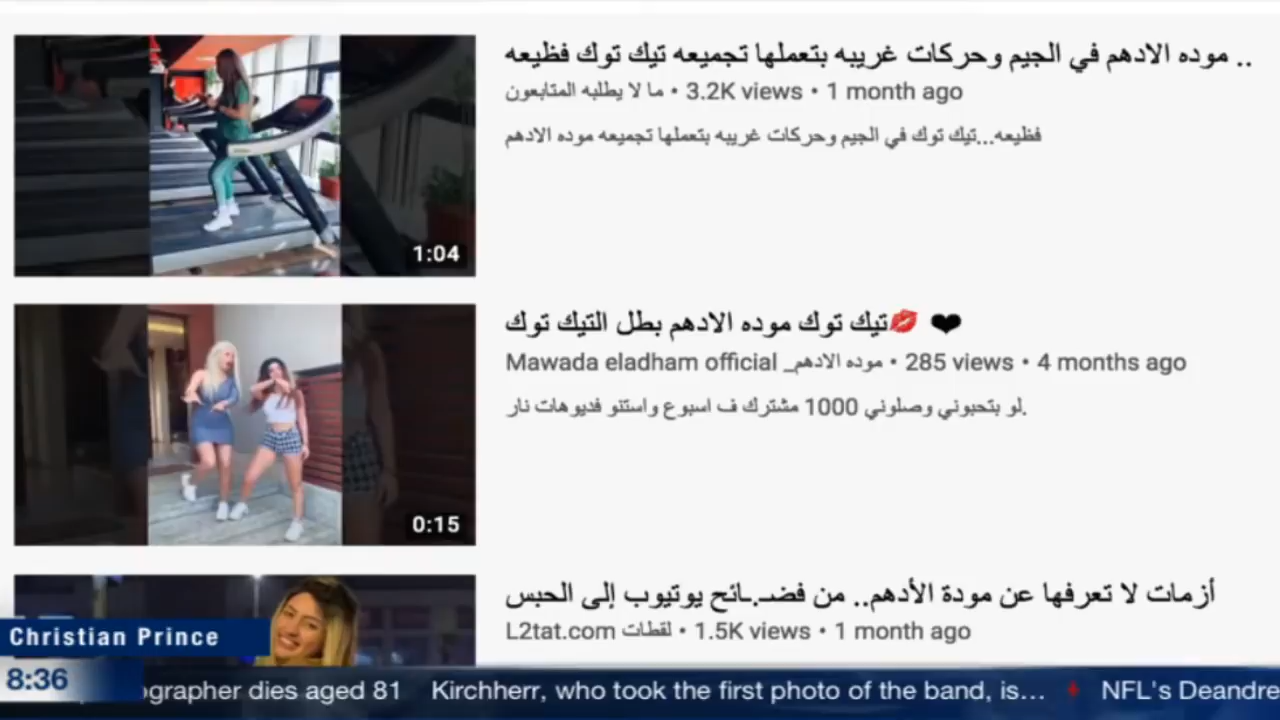 موده الادهم في الجيم وحركات غريبه بتعملها تجميعه تيك توك فظيعه ..
ما لا يطلبه المتابعون • 3.2K views • 1 month ago
فظيعه...تيك توك في الجيم وحركات غريبه بتعملها تجميعه موده الادهم
1:04
تيك توك موده الادهم بطل التيك توك💋 ❤
Mawada eladham official _موده الادهم • 285 views • 4 months ago
لو بتحبوني وصلوني 1000 مشترك ف اسبوع واستنو فديوهات نار.
0:15
أزمات لا تعرفها عن مودة الأدهم.. من فضـ.ـائح يوتيوب إلى الحبس
L2tat.com لقطات • 1.5K views • 1 month ago
Christian Prince
8:36
ographer dies aged 81 Kirchherr, who took the first photo of the band, is... NFL's Deandre